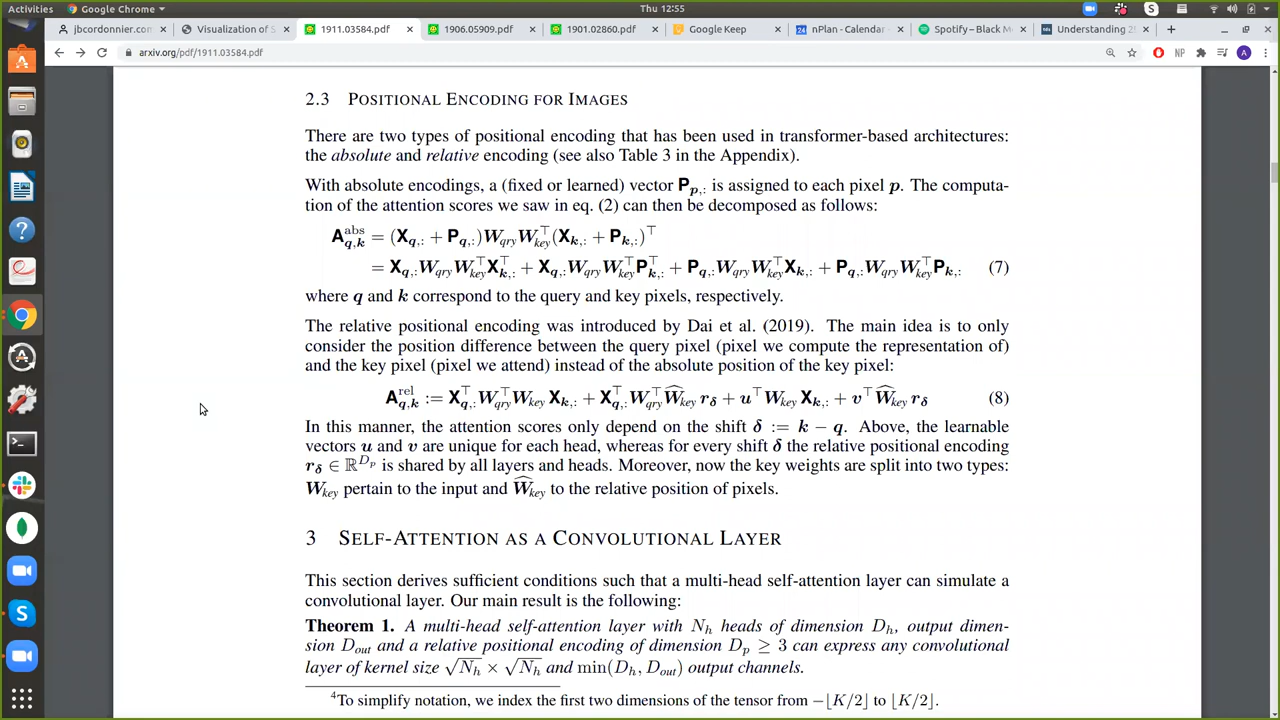 Activities
Google Chrome
Thu 12:55
jbcordonnier.com
Visualization of S
1911.03584.pdf
1906.05909.pdf
1901.02860.pdf
Google Keep
nPlan - Calendar
Spotify – Black M
Understanding 2
arxiv.org/pdf/1911.03584.pdf
NP
A
2.3 POSITIONAL ENCODING FOR IMAGES
There are two types of positional encoding that has been used in transformer-based architectures:
the absolute and relative encoding (see also Table 3 in the Appendix).
With absolute encodings, a (fixed or learned) vector P_{p,:} is assigned to each pixel p. The computa-
tion of the attention scores we saw in eq. (2) can then be decomposed as follows:
A^{abs}_{q,k} = (X_{q,:} + P_{q,:})W_{qry}W^⊤_{key}(X_{k,:} + P_{k,:})^⊤
= X_{q,:}W_{qry}W^⊤_{key}X^⊤_{k,:} + X_{q,:}W_{qry}W^⊤_{key}P^⊤_{k,:} + P_{q,:}W_{qry}W^⊤_{key}X_{k,:} + P_{q,:}W_{qry}W^⊤_{key}P_{k,:} (7)
where q and k correspond to the query and key pixels, respectively.
The relative positional encoding was introduced by Dai et al. (2019). The main idea is to only
consider the position difference between the query pixel (pixel we compute the representation of)
and the key pixel (pixel we attend) instead of the absolute position of the key pixel:
A^{rel}_{q,k} := X^⊤_{q,:}W^⊤_{qry}W_{key} X_{k,:} + X^⊤_{q,:}W^⊤_{qry}Ŵ_{key} r_δ + u^⊤W_{key} X_{k,:} + v^⊤Ŵ_{key} r_δ (8)
In this manner, the attention scores only depend on the shift δ := k − q. Above, the learnable
vectors u and v are unique for each head, whereas for every shift δ the relative positional encoding
r_δ ∈ ℝ^{D_p} is shared by all layers and heads. Moreover, now the key weights are split into two types:
W_{key} pertain to the input and Ŵ_{key} to the relative position of pixels.
3 SELF-ATTENTION AS A CONVOLUTIONAL LAYER
This section derives sufficient conditions such that a multi-head self-attention layer can simulate a
convolutional layer. Our main result is the following:
Theorem 1. A multi-head self-attention layer with N_h heads of dimension D_h, output dimen-
sion D_{out} and a relative positional encoding of dimension D_p ≥ 3 can express any convolutional
layer of kernel size √N_h × √N_h and min(D_h, D_{out}) output channels.
⁴To simplify notation, we index the first two dimensions of the tensor from −⌊K/2⌋ to ⌊K/2⌋.